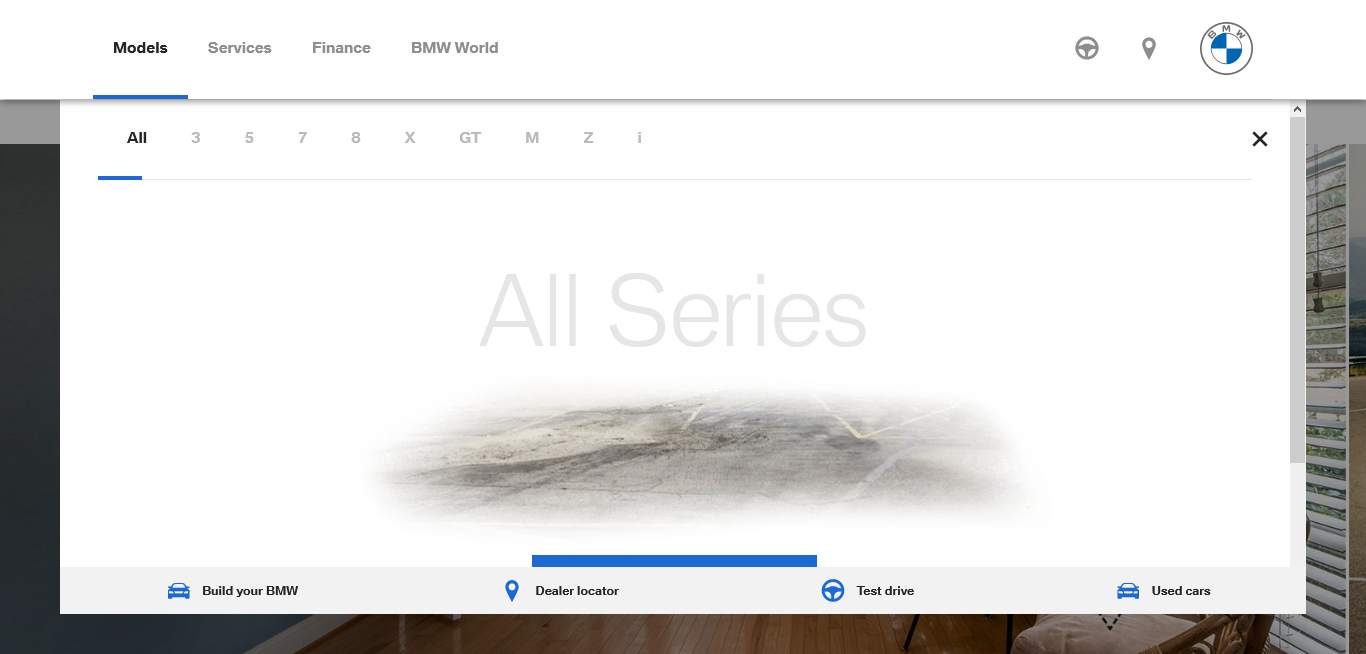 Models Services Finance BMW World
BMW
All 3 5 7 8 X GT M Z i
All Series
Build your BMW Dealer locator Test drive Used cars